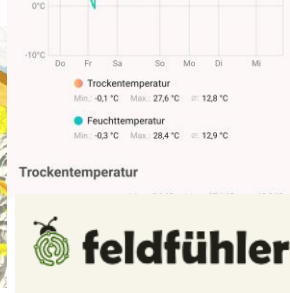 0°C
-10°C
Do Fr Sa So Mo Di Mi
Trockentemperatur
Min.: -0,1 °C Max.: 27,6 °C ⌀: 12,8 °C
Feuchttemperatur
Min.: -0,3 °C Max.: 28,4 °C ⌀: 12,9 °C
Trockentemperatur
feldfühler